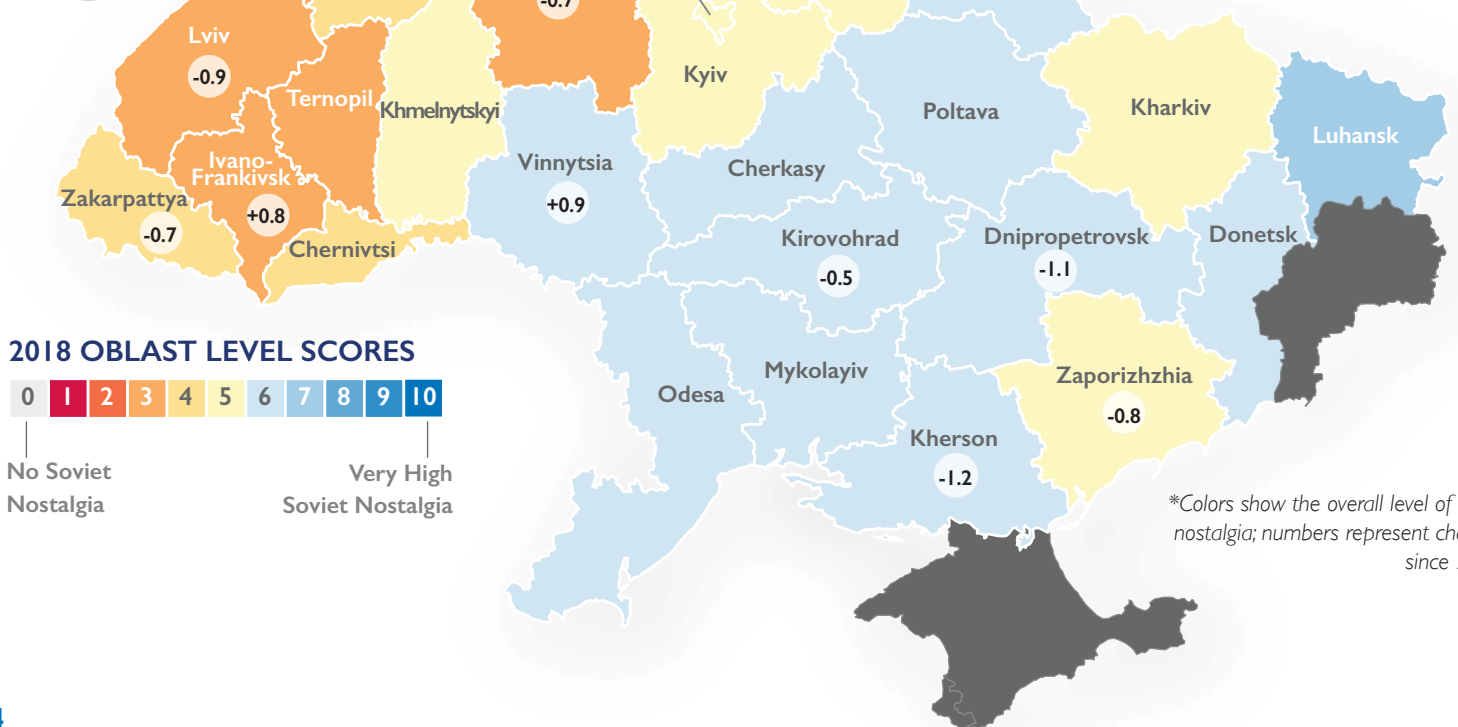 -0.7
Lviv
-0.9
Ternopil
Khmelnytskyi
Kyiv
Poltava
Kharkiv
Luhansk
Vinnytsia
+0.9
Cherkasy
Ivano-
Frankivsk
+0.8
Zakarpattya
-0.7
Chernivtsi
Kirovohrad
-0.5
Dnipropetrovsk
-1.1
Donetsk
2018 OBLAST LEVEL SCORES
0 1 2 3 4 5 6 7 8 9 10
No Soviet
Nostalgia
Very High
Soviet Nostalgia
Odesa
Mykolayiv
Zaporizhzhia
-0.8
Kherson
-1.2
*Colors show the overall level of
nostalgia; numbers represent
since